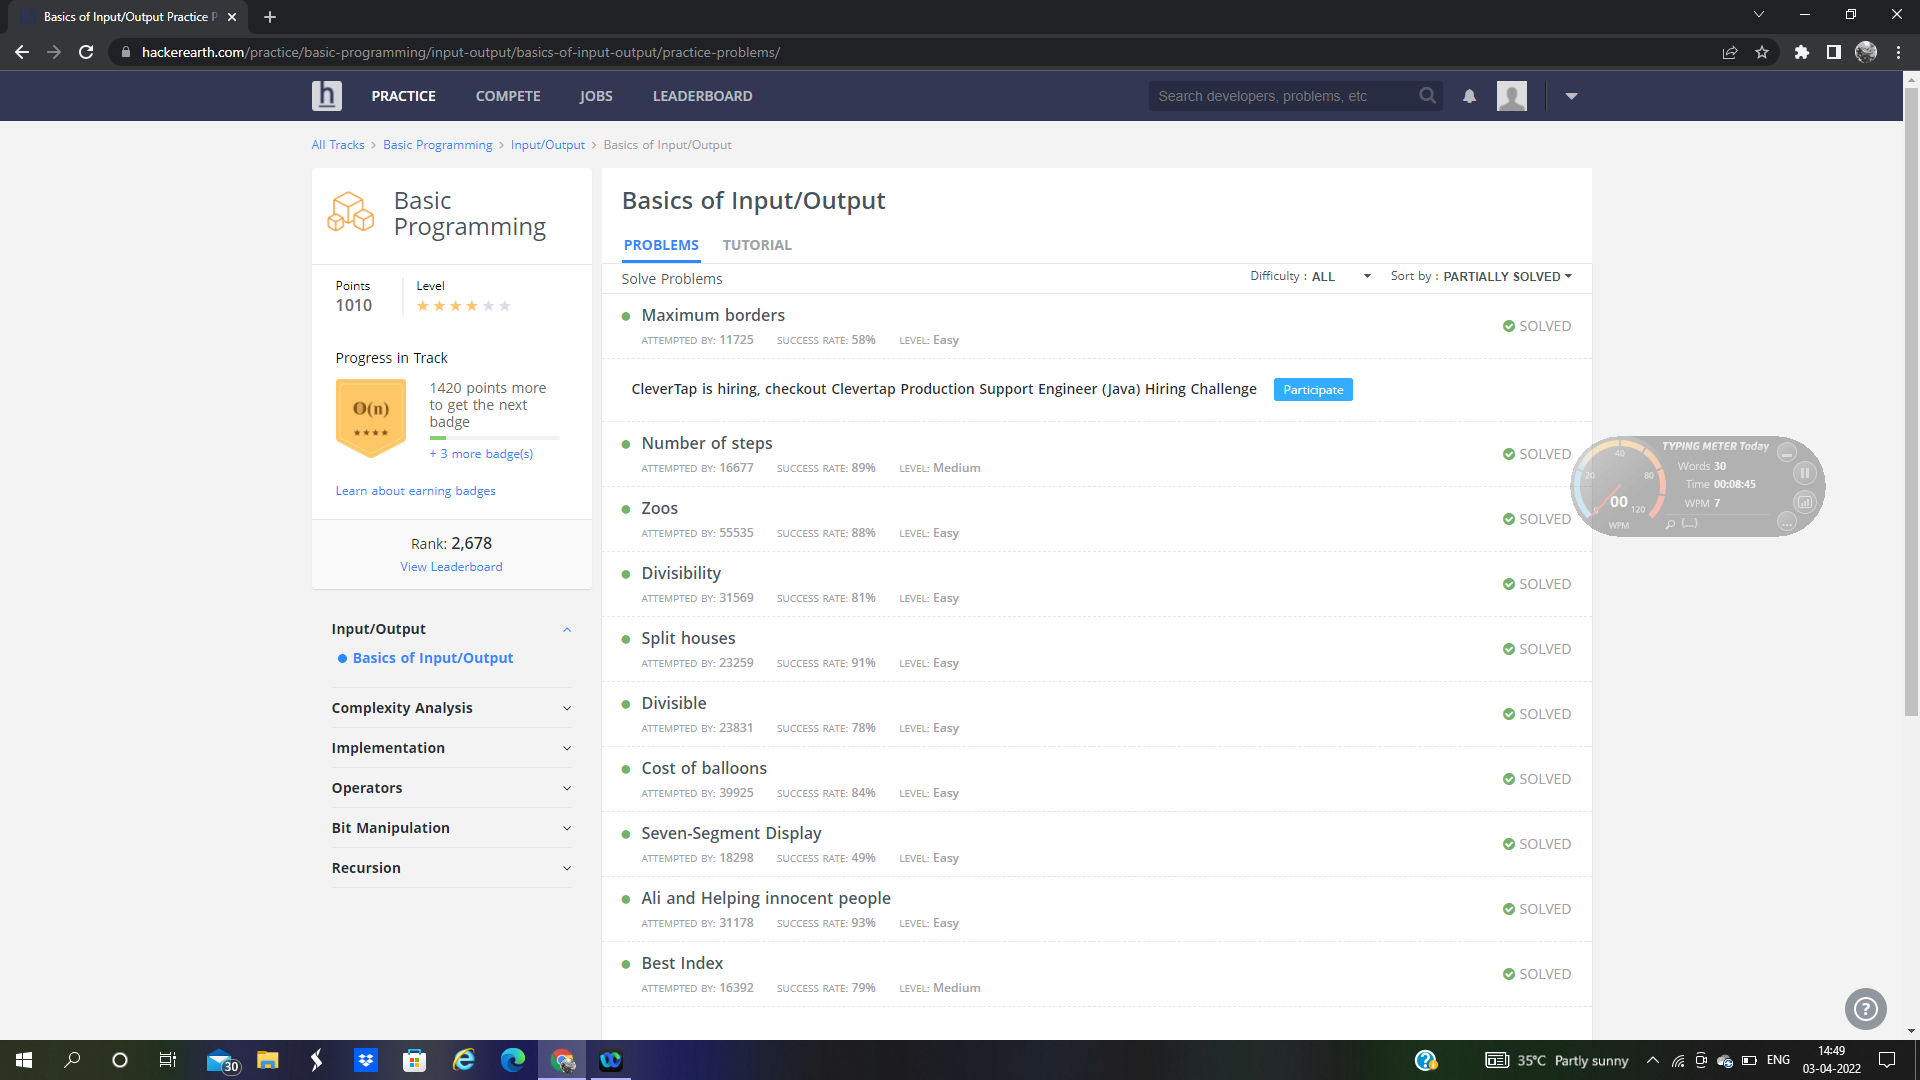 Basics of Input/Output Practice P
hackerearth.com/practice/basic-programming/input-output/basics-of-input-output/practice-problems/
h
PRACTICE
COMPETE
JOBS
LEADERBOARD
Search developers, problems, etc
All Tracks > Basic Programming > Input/Output > Basics of Input/Output
Basic
Programming
Points
1010
Level
Progress in Track
O(n)
1420 points more
to get the next
badge
+ 3 more badge(s)
Learn about earning badges
Rank: 2,678
View Leaderboard
Input/Output
Basics of Input/Output
Complexity Analysis
Implementation
Operators
Bit Manipulation
Recursion
Basics of Input/Output
PROBLEMS
TUTORIAL
Solve Problems
Difficulty : ALL
Sort by : PARTIALLY SOLVED
Maximum borders
ATTEMPTED BY: 11725 SUCCESS RATE: 58% LEVEL: Easy
SOLVED
CleverTap is hiring, checkout Clevertap Production Support Engineer (Java) Hiring Challenge
Participate
Number of steps
ATTEMPTED BY: 16677 SUCCESS RATE: 89% LEVEL: Medium
SOLVED
Zoos
ATTEMPTED BY: 55535 SUCCESS RATE: 88% LEVEL: Easy
SOLVED
Divisibility
ATTEMPTED BY: 31569 SUCCESS RATE: 81% LEVEL: Easy
SOLVED
Split houses
ATTEMPTED BY: 23259 SUCCESS RATE: 91% LEVEL: Easy
SOLVED
Divisible
ATTEMPTED BY: 23831 SUCCESS RATE: 78% LEVEL: Easy
SOLVED
Cost of balloons
ATTEMPTED BY: 39925 SUCCESS RATE: 84% LEVEL: Easy
SOLVED
Seven-Segment Display
ATTEMPTED BY: 18298 SUCCESS RATE: 49% LEVEL: Easy
SOLVED
Ali and Helping innocent people
ATTEMPTED BY: 31178 SUCCESS RATE: 93% LEVEL: Easy
SOLVED
Best Index
ATTEMPTED BY: 16392 SUCCESS RATE: 79% LEVEL: Medium
SOLVED
TYPING METER Today
Words 30
Time 00:08:45
WPM 7
(...)
20
40
80
120
00
WPM
?
30
35°C Partly sunny
ENG
14:49
03-04-2022